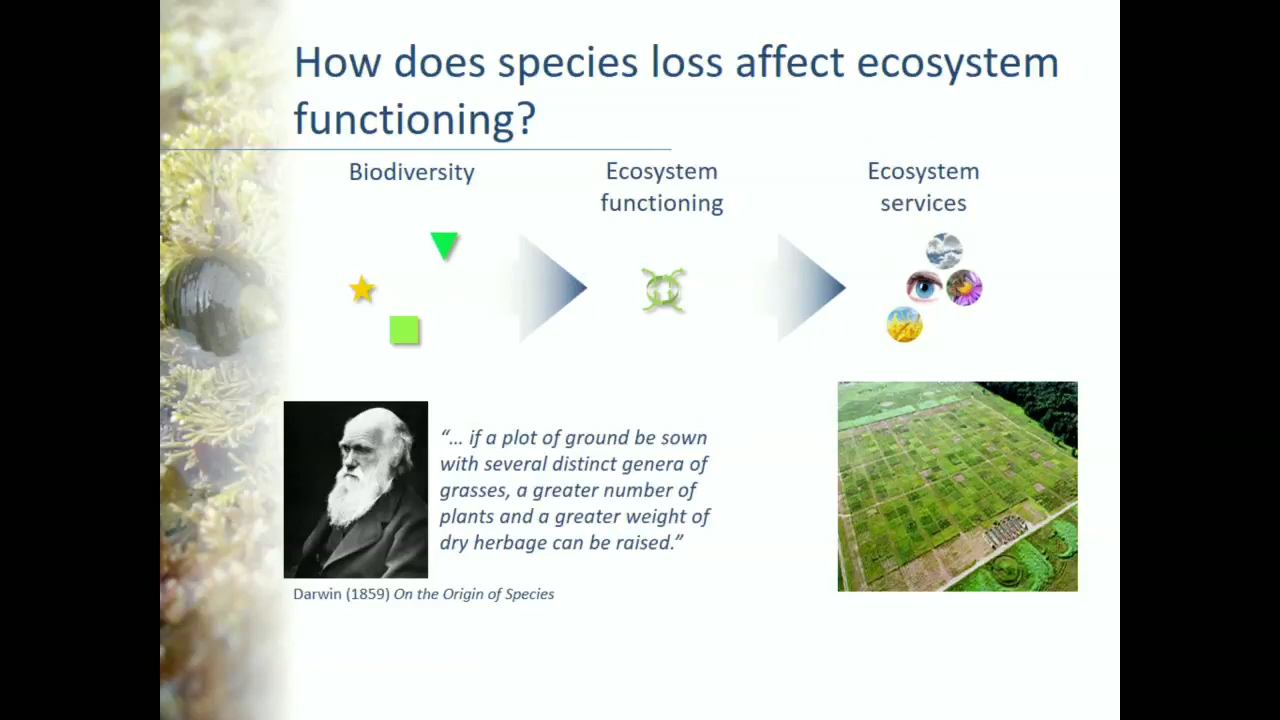 How does species loss affect ecosystem
functioning?
Biodiversity
Ecosystem
functioning
Ecosystem
services
“... if a plot of ground be sown
with several distinct genera of
grasses, a greater number of
plants and a greater weight of
dry herbage can be raised.”
Darwin (1859) On the Origin of Species